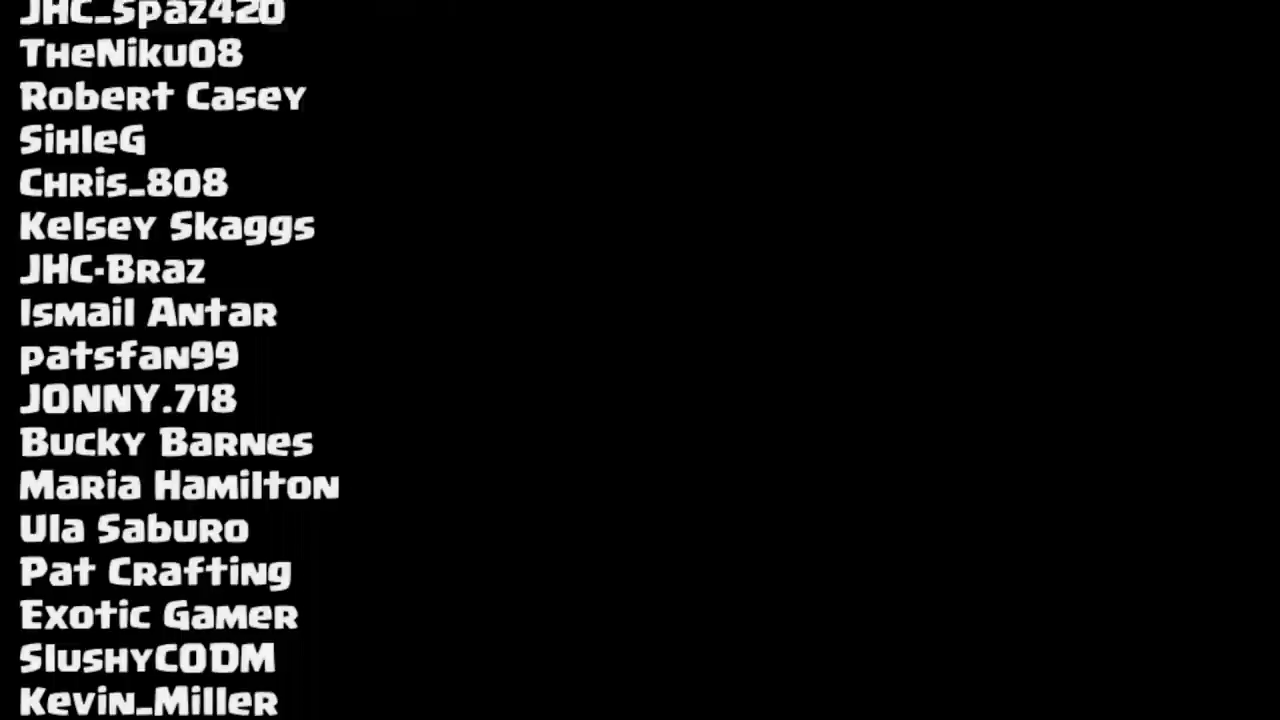 JHC_Spaz420
TheNiku08
Robert Casey
SihleG
Chris_808
Kelsey Skaggs
JHC-Braz
Ismail Antar
patsfan99
JONNY.718
Bucky Barnes
Maria Hamilton
Ula Saburo
Pat Crafting
Exotic Gamer
SlushyCODM
Kevin_Miller